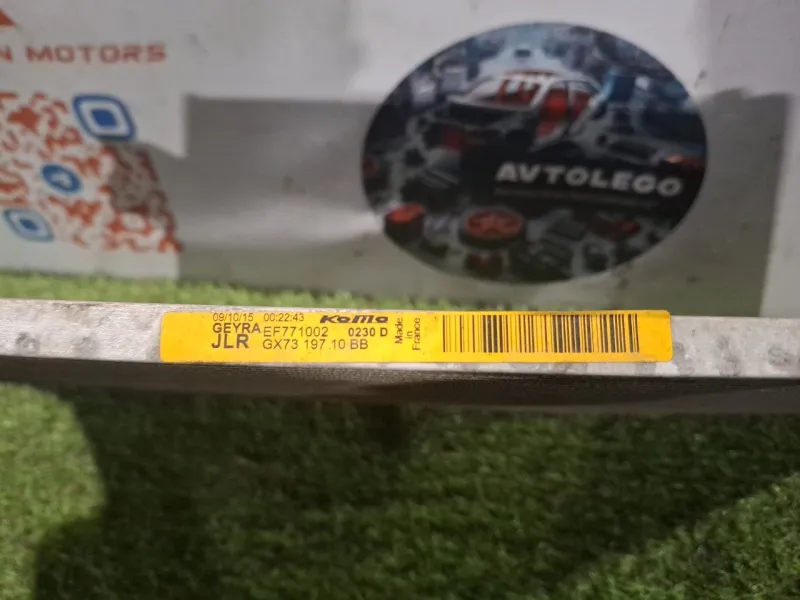 N MOTORS
AVTOLEGO
09/10/15 00:22:43 KoMo
GEYRA EF771002 0230 D
JLR GX73 197.10 BB
Made
in
France